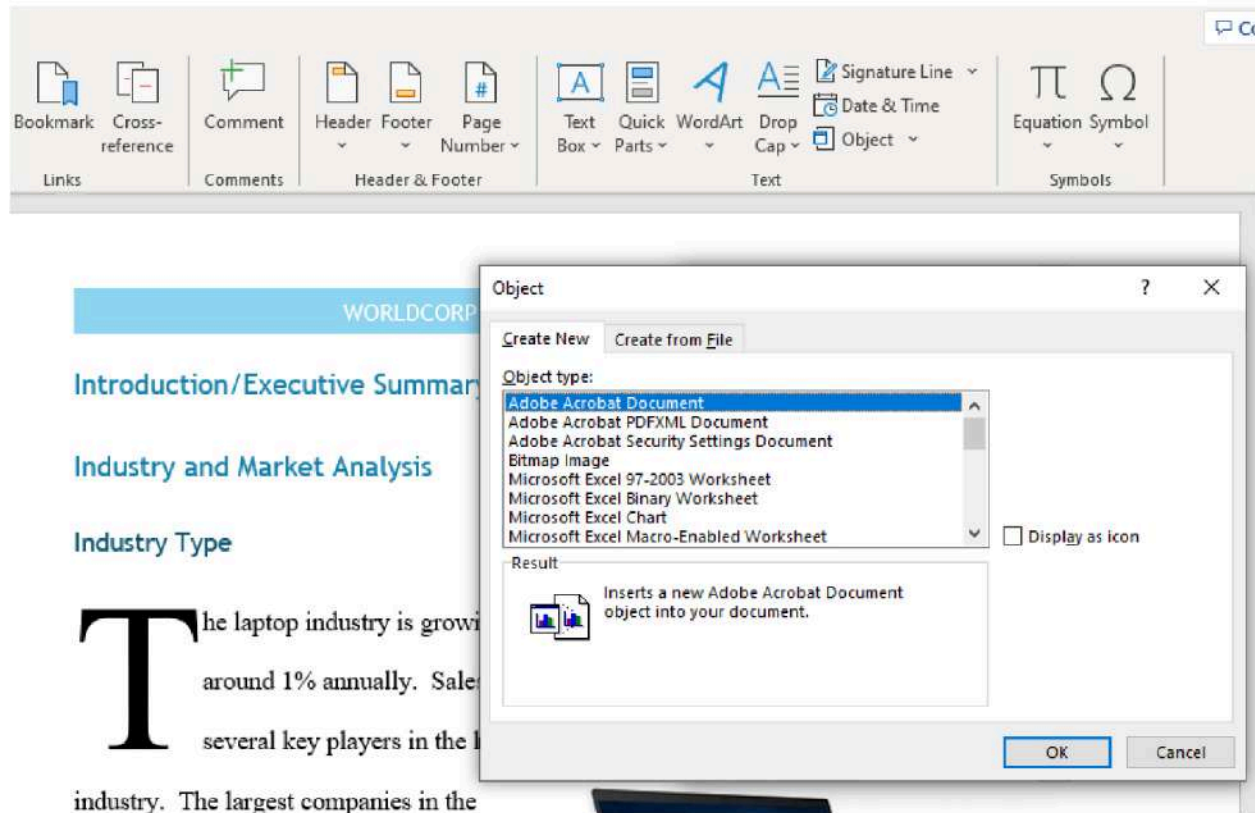 Co
Bookmark
Cross-
reference
Links
Comment
Comments
Header
Footer
Page
Number
Header & Footer
Text
Box
Quick
Parts
WordArt
Drop
Cap
Signature Line
Date & Time
Object
Text
Equation
Symbol
Symbols
WORLDCORP
Introduction/Executive Summary
Industry and Market Analysis
Industry Type
The laptop industry is growi
around 1% annually. Sales
several key players in the l
industry. The largest companies in the
Object
?
Create New
Create from File
Object type:
Adobe Acrobat Document
Adobe Acrobat PDFXML Document
Adobe Acrobat Security Settings Document
Bitmap Image
Microsoft Excel 97-2003 Worksheet
Microsoft Excel Binary Worksheet
Microsoft Excel Chart
Microsoft Excel Macro-Enabled Worksheet
Display as icon
Result
Inserts a new Adobe Acrobat Document
object into your document.
OK
Cancel